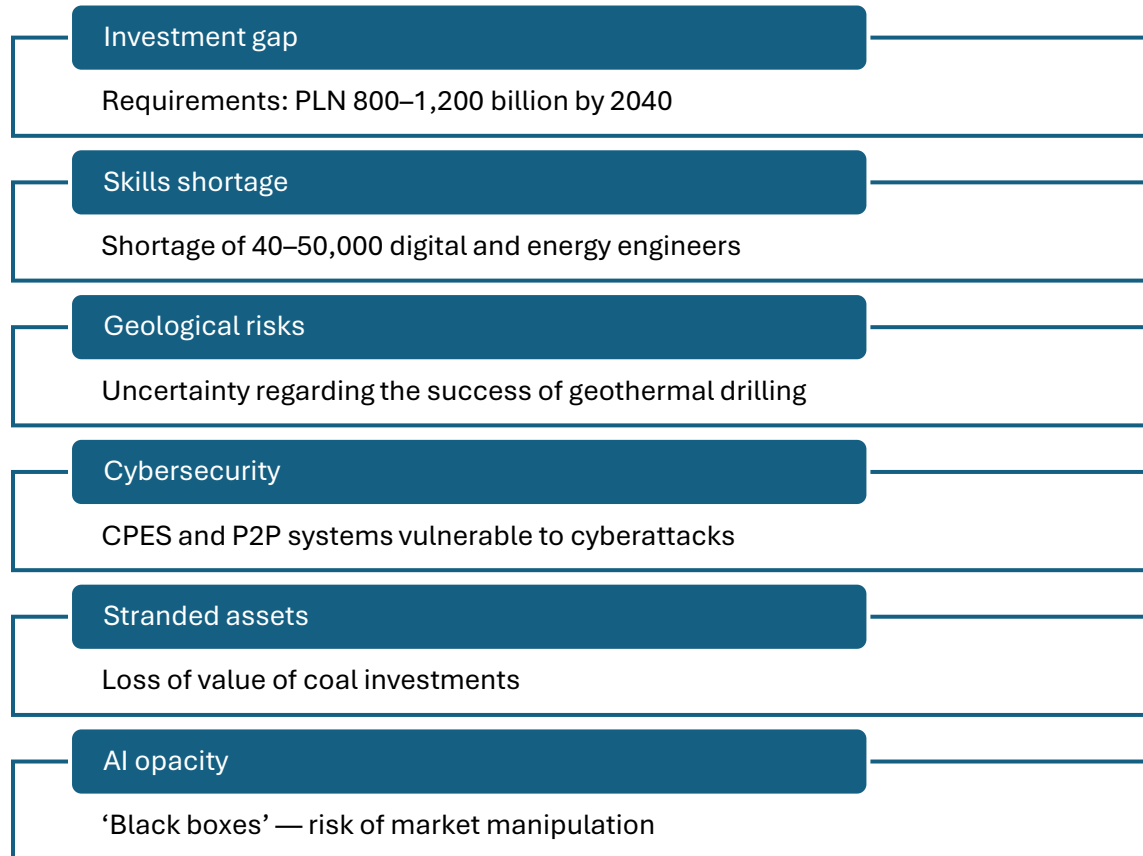 Investment gap
Requirements: PLN 800–1,200 billion by 2040
Skills shortage
Shortage of 40–50,000 digital and energy engineers
Geological risks
Uncertainty regarding the success of geothermal drilling
Cybersecurity
CPES and P2P systems vulnerable to cyberattacks
Stranded assets
Loss of value of coal investments
AI opacity
‘Black boxes’ — risk of market manipulation